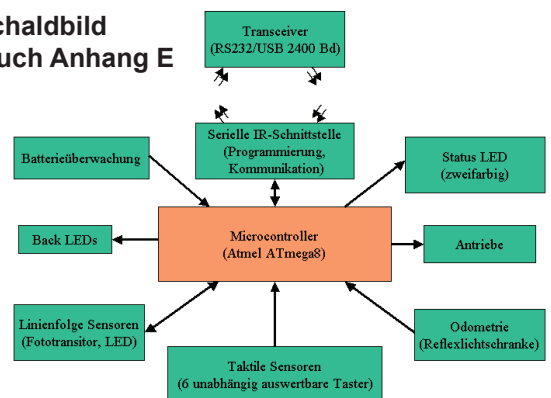 chaldbild
uch Anhang E
Transceiver
(RS232/USB 2400 Bd)
Serielle IR-Schnittstelle
(Programmierung,
Kommunikation)
Batterieüberwachung
Status LED
(zweifarbig)
Back LEDs
Microcontroller
(Atmel ATmega8)
Antriebe
Linienfolge Sensoren
(Fototransitor, LED)
Taktile Sensoren
(6 unabhängig auswertbare Taster)
Odometrie
(Reflexlichtschranke)